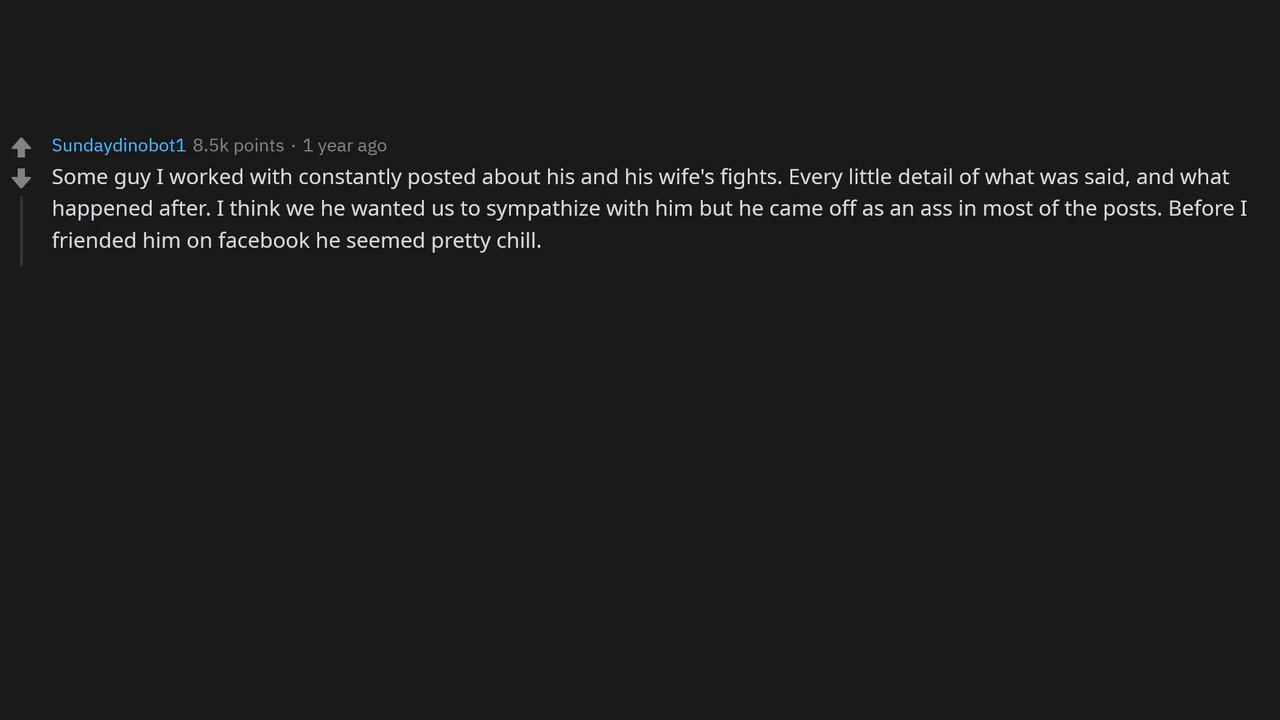 Sundaydinobot1 8.5k points · 1 year ago
Some guy I worked with constantly posted about his and his wife's fights. Every little detail of what was said, and what
happened after. I think we he wanted us to sympathize with him but he came off as an ass in most of the posts. Before I
friended him on facebook he seemed pretty chill.